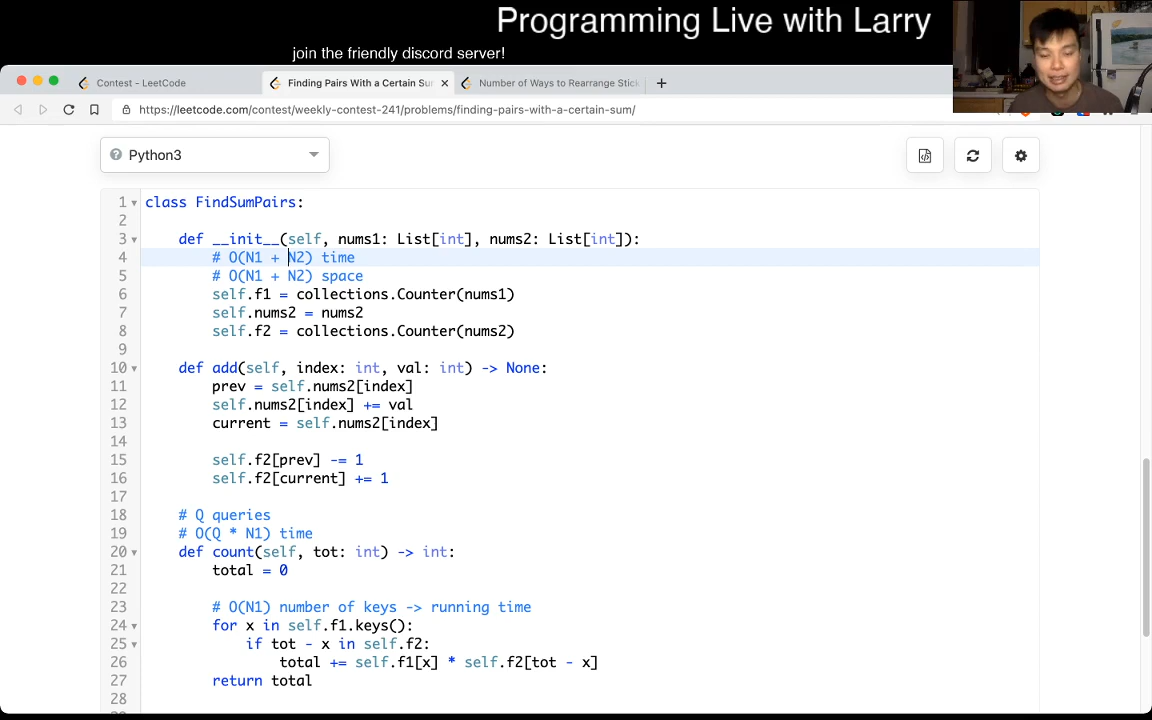 Programming Live with Larry
join the friendly discord server!
Contest - LeetCode
Finding Pairs With a Certain Sur
Number of Ways to Rearrange Stick
https://leetcode.com/contest/weekly-contest-241/problems/finding-pairs-with-a-certain-sum/
Python3
1 class FindSumPairs:
2
3 def __init__(self, nums1: List[int], nums2: List[int]):
4 # O(N1 + N2) time
5 # O(N1 + N2) space
6 self.f1 = collections.Counter(nums1)
7 self.nums2 = nums2
8 self.f2 = collections.Counter(nums2)
9
10 def add(self, index: int, val: int) -> None:
11 prev = self.nums2[index]
12 self.nums2[index] += val
13 current = self.nums2[index]
14
15 self.f2[prev] -= 1
16 self.f2[current] += 1
17
18 # Q queries
19 # O(Q * N1) time
20 def count(self, tot: int) -> int:
21 total = 0
22
23 # O(N1) number of keys -> running time
24 for x in self.f1.keys():
25 if tot - x in self.f2:
26 total += self.f1[x] * self.f2[tot - x]
27 return total
28